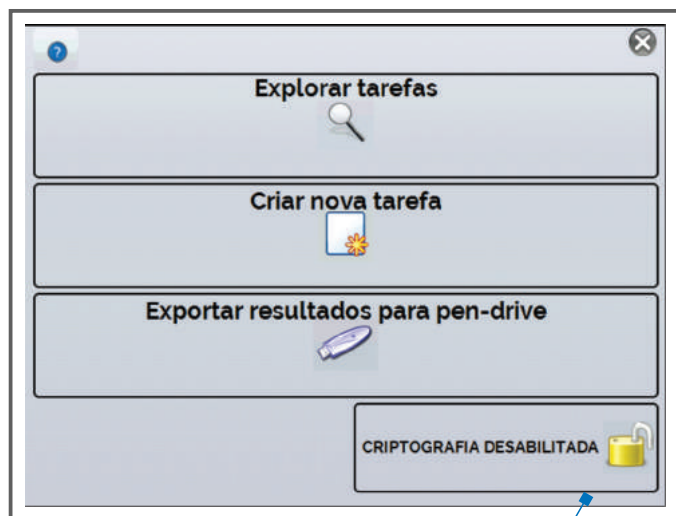 ?
Explorar tarefas
Criar nova tarefa
Exportar resultados para pen-drive
CRIPTOGRAFIA DESABILITADA